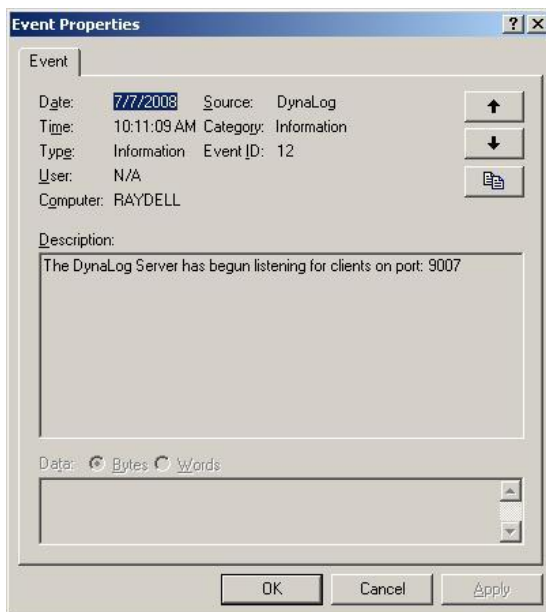 Event Properties
Event
Date: 7/7/2008 Source: DynaLog
Time: 10:11:09 AM Category: Information
Type: Information Event ID: 12
User: N/A
Computer: RAYDELL
Description:
The DynaLog Server has begun listening for clients on port: 9007
Data: Bytes Words
OK Cancel Apply